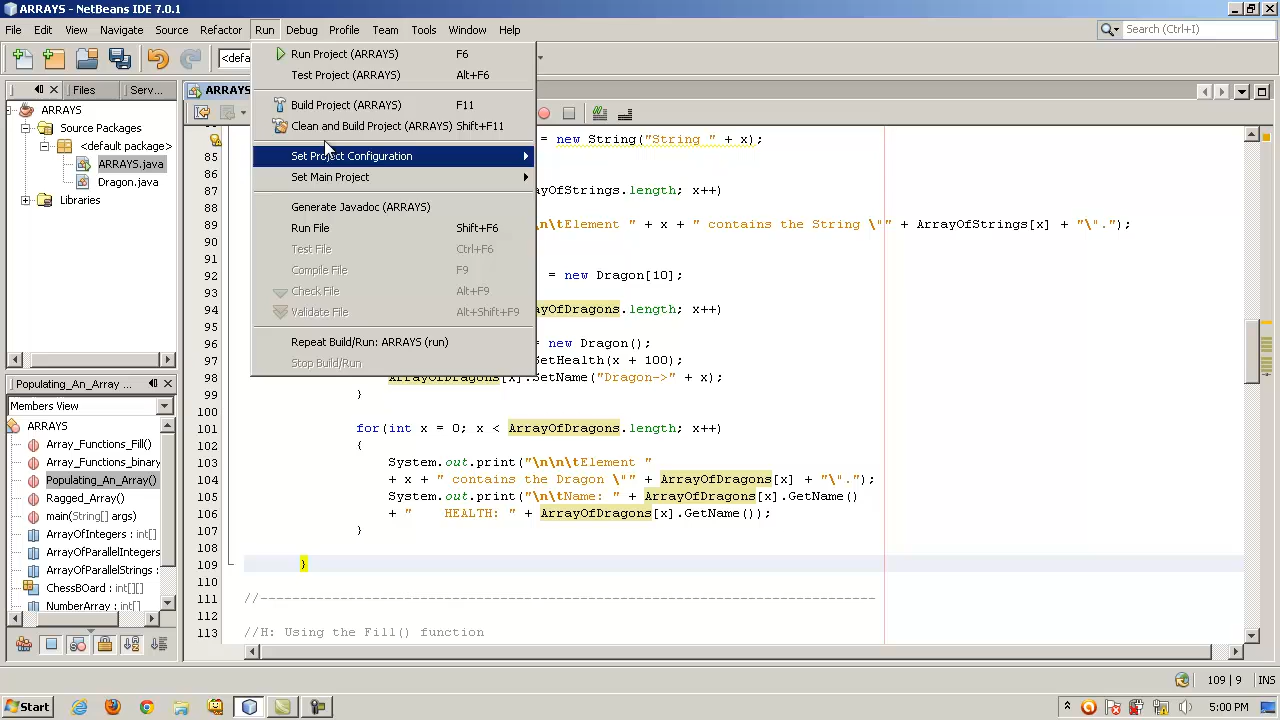 ARRAYS - NetBeans IDE 7.0.1
File Edit View Navigate Source Refactor Run Debug Profile Team Tools Window Help
Search (Ctrl+I)
<defa
Files Serv...
ARRAYS
Source Packages
<default package>
ARRAYS.java
Dragon.java
Libraries
Populating_An_Array ...
Members View
ARRAYS
Array_Functions_Fill()
Array_Functions_binary
Populating_An_Array()
Ragged_Array()
main(String[] args)
ArrayOfIntegers : int[]
ArrayOfParallelIntegers
ArrayOfParallelStrings :
ChessBOard : int[][]
NumberArray : int[]
Run Project (ARRAYS) F6
Test Project (ARRAYS) Alt+F6
Build Project (ARRAYS) F11
Clean and Build Project (ARRAYS) Shift+F11
Set Project Configuration
Set Main Project
Generate Javadoc (ARRAYS)
Run File Shift+F6
Test File Ctrl+F6
Compile File F9
Check File Alt+F9
Validate File Alt+Shift+F9
Repeat Build/Run: ARRAYS (run)
Stop Build/Run
ARRAYS
= new String("String " + x);
85
86
87 yOfStrings.length; x++)
88
89 \n\tElement " + x + " contains the String \"" + ArrayOfStrings[x] + "\".");
90
91
92 = new Dragon[10];
93
94 ayOfDragons.length; x++)
95
96 = new Dragon();
97 SetHealth(x + 100);
98 ArrayOfDragons[x].SetName("Dragon->" + x);
99 }
100
101 for(int x = 0; x < ArrayOfDragons.length; x++)
102 {
103 System.out.print("\n\n\tElement "
104 + x + " contains the Dragon \"" + ArrayOfDragons[x] + "\".");
105 System.out.print("\n\tName: " + ArrayOfDragons[x].GetName()
106 + " HEALTH: " + ArrayOfDragons[x].GetName());
107 }
108
109 }
110
111 //-----------------------------------------------------------------------------
112
113 //H: Using the Fill() function
109 | 9 INS
Start 5:00 PM